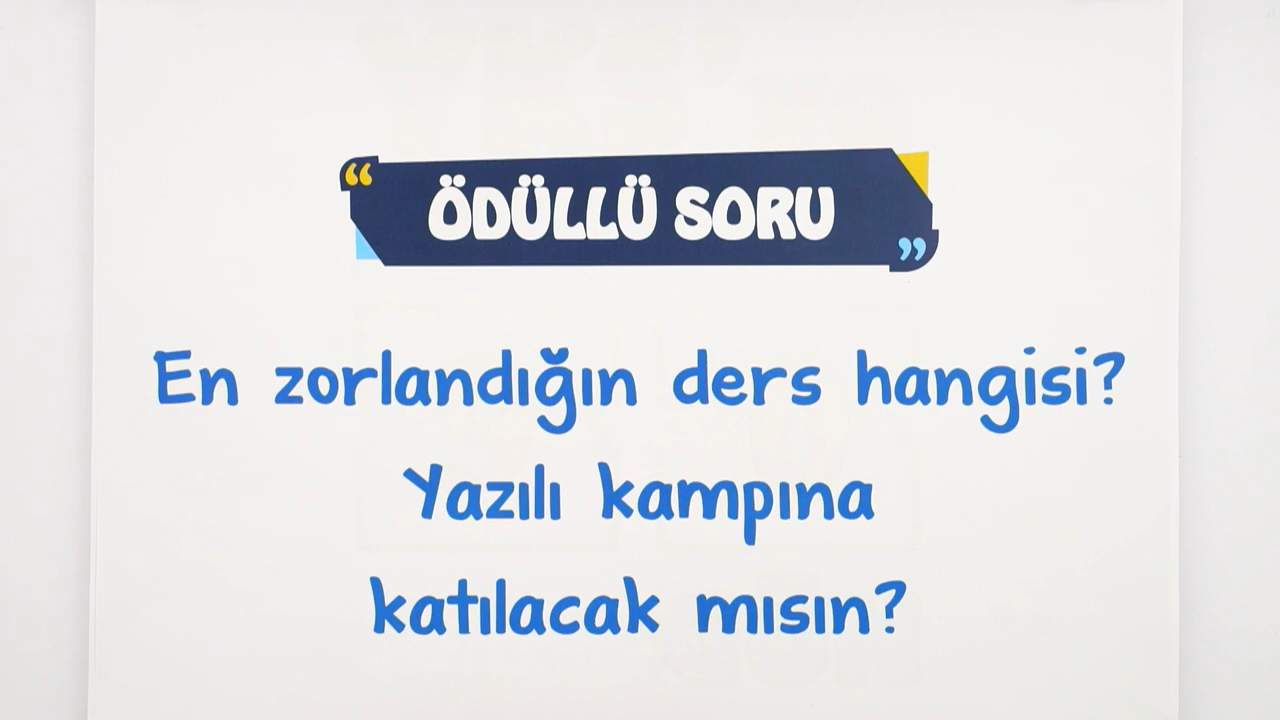 “ÖDÜLLÜ SORU”
En zorlandığın ders hangisi?
Yazılı kampına
katılacak mısın?